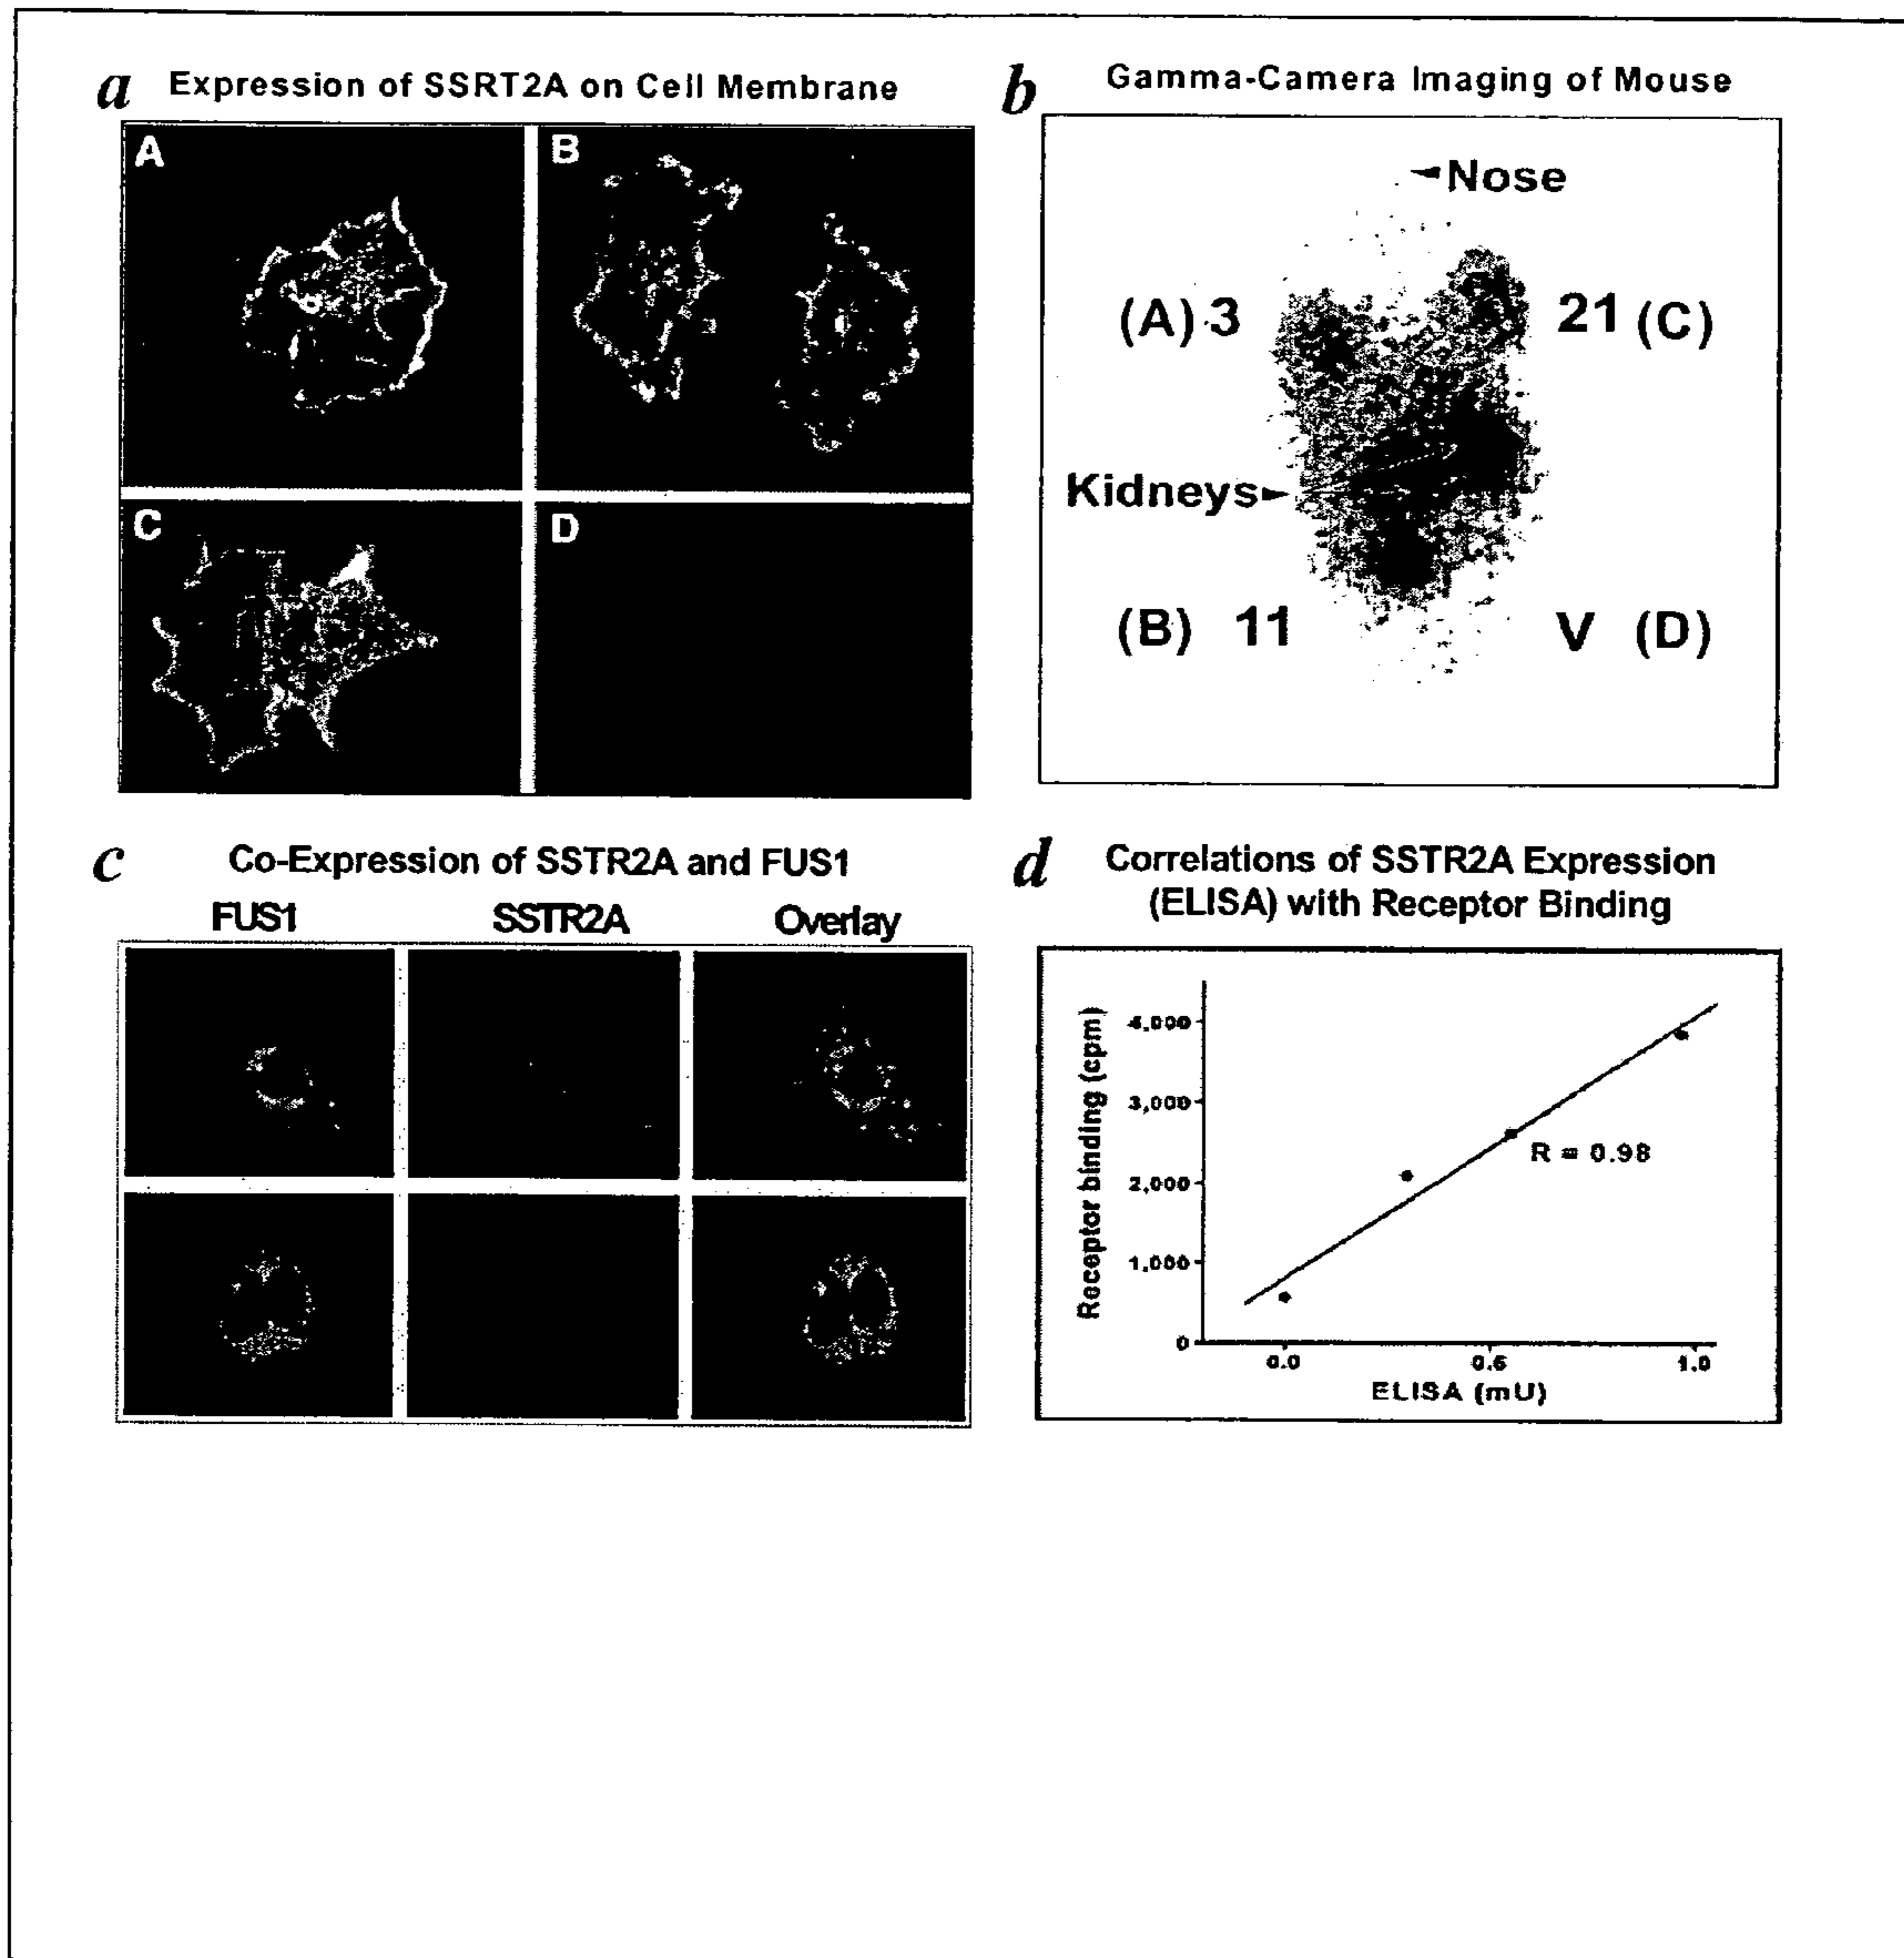 a Expression of SSRT2A on Cell Membrane
A
B
C
D
b Gamma-Camera Imaging of Mouse
Nose
(A) 3
21 (C)
Kidneys
(B) 11
V (D)
c Co-Expression of SSTR2A and FUS1
FUS1 SSTR2A Overlay
d Correlations of SSTR2A Expression
(ELISA) with Receptor Binding
Receptor binding (cpm)
4,000
3,000
2,000
1,000
0
R = 0.98
0.0 0.5 1.0
ELISA (mU)